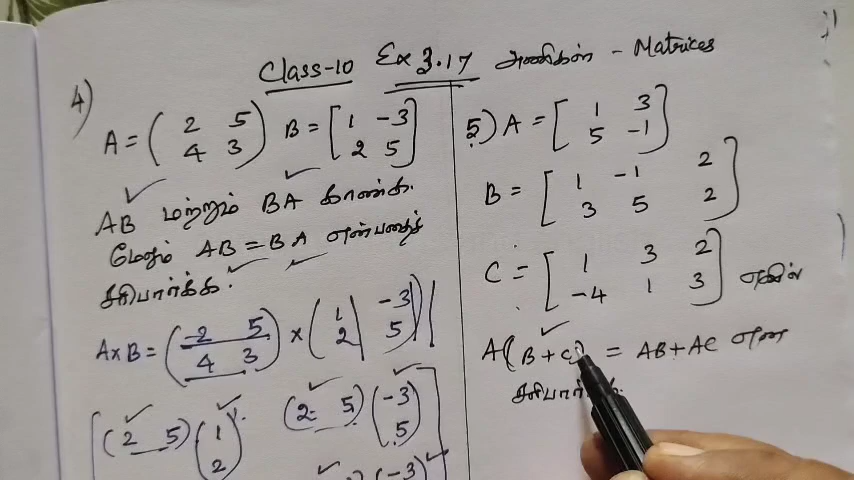 Class-10 Ex 3.17 அணிகள் - Matrices
4)
A = ( 2 5
4 3 ) B = [ 1 -3
2 5 ]
AB மற்றும் BA காண்க.
மேலும் AB = BA என்பதைச்
சரிபார்க்க.
A x B = ( 2 5
4 3 ) x ( 1 -3
2 5 )
( 2 5 ) ( 1
2 ) ( 2 5 ) ( -3
5 )
( -3 )
5) A = [ 1 3
5 -1 ]
B = [ 1 -1 2
3 5 2 ]
C = [ 1 3 2
-4 1 3 ] எனில்
A ( B + C ) = AB + AC என